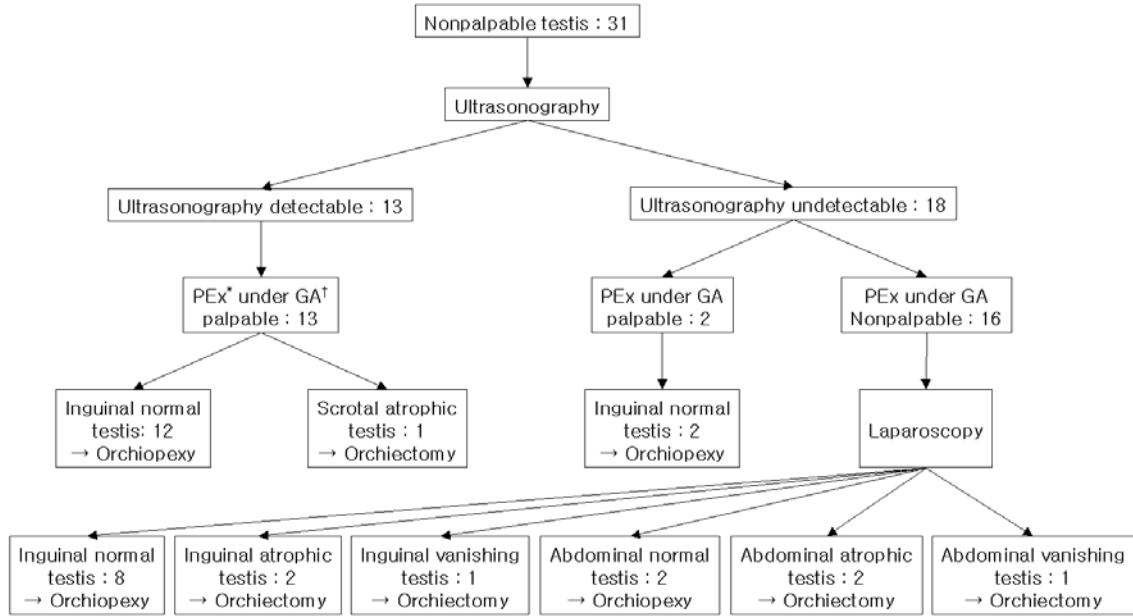 Nonpalpable testis : 31
Ultrasonography
Ultrasonography detectable : 13
Ultrasonography undetectable : 18
PEx* under GA†
palpable : 13
PEx under GA
palpable : 2
PEx under GA
Nonpalpable : 16
Inguinal normal
testis: 12
→ Orchiopexy
Scrotal atrophic
testis: 1
→ Orchiectomy
Inguinal normal
testis : 2
→ Orchiopexy
Laparoscopy
Inguinal normal
testis : 8
→ Orchiopexy
Inguinal atrophic
testis : 2
→ Orchiectomy
Inguinal vanishing
testis : 1
→ Orchiectomy
Abdominal normal
testis : 2
→ Orchiopexy
Abdominal atrophic
testis : 2
→ Orchiectomy
Abdominal vanishing
testis : 1
→ Orchiectomy